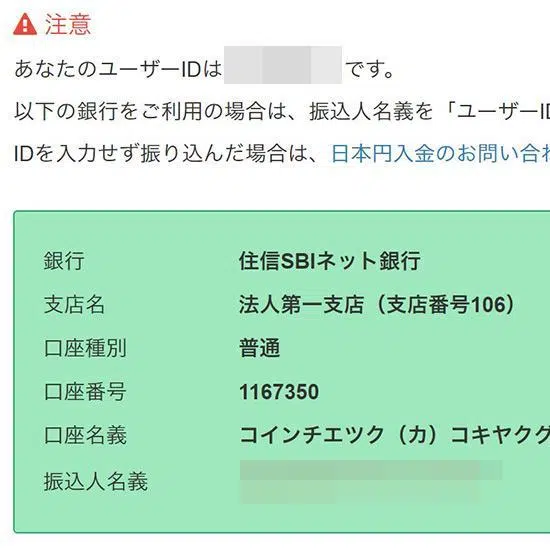 注意
あなたのユーザーIDは です。
以下の銀行をご利用の場合は、振込人名義を「ユーザーID
IDを入力せず振り込んだ場合は、日本円入金のお問い合わ
銀行 住信SBIネット銀行
支店名 法人第一支店（支店番号106）
口座種別 普通
口座番号 1167350
口座名義 コインチエツク（カ）コキヤクグ
振込人名義